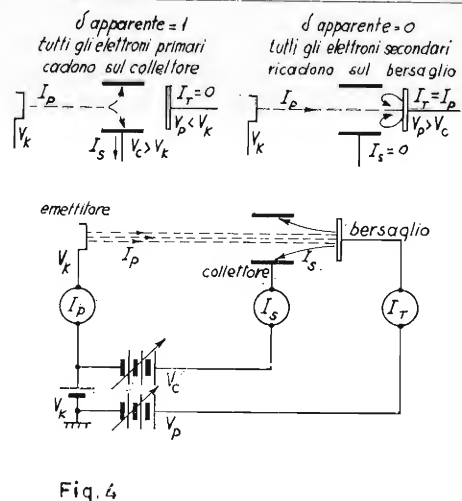 δ apparente = 1
tutti gli elettroni primari
cadono sul collettore
I_p
V_K
I_s
V_C > V_K
I_T = 0
V_p < V_K
δ apparente = 0
tutti gli elettroni secondari
ricadono sul bersaglio
I_p
V_K
I_s = 0
I_T = I_p
V_p > V_C
emettitore
V_K
I_p
collettore
I_s
bersaglio
I_p
I_s
I_T
V_C
V_K
V_p
Fig. 4